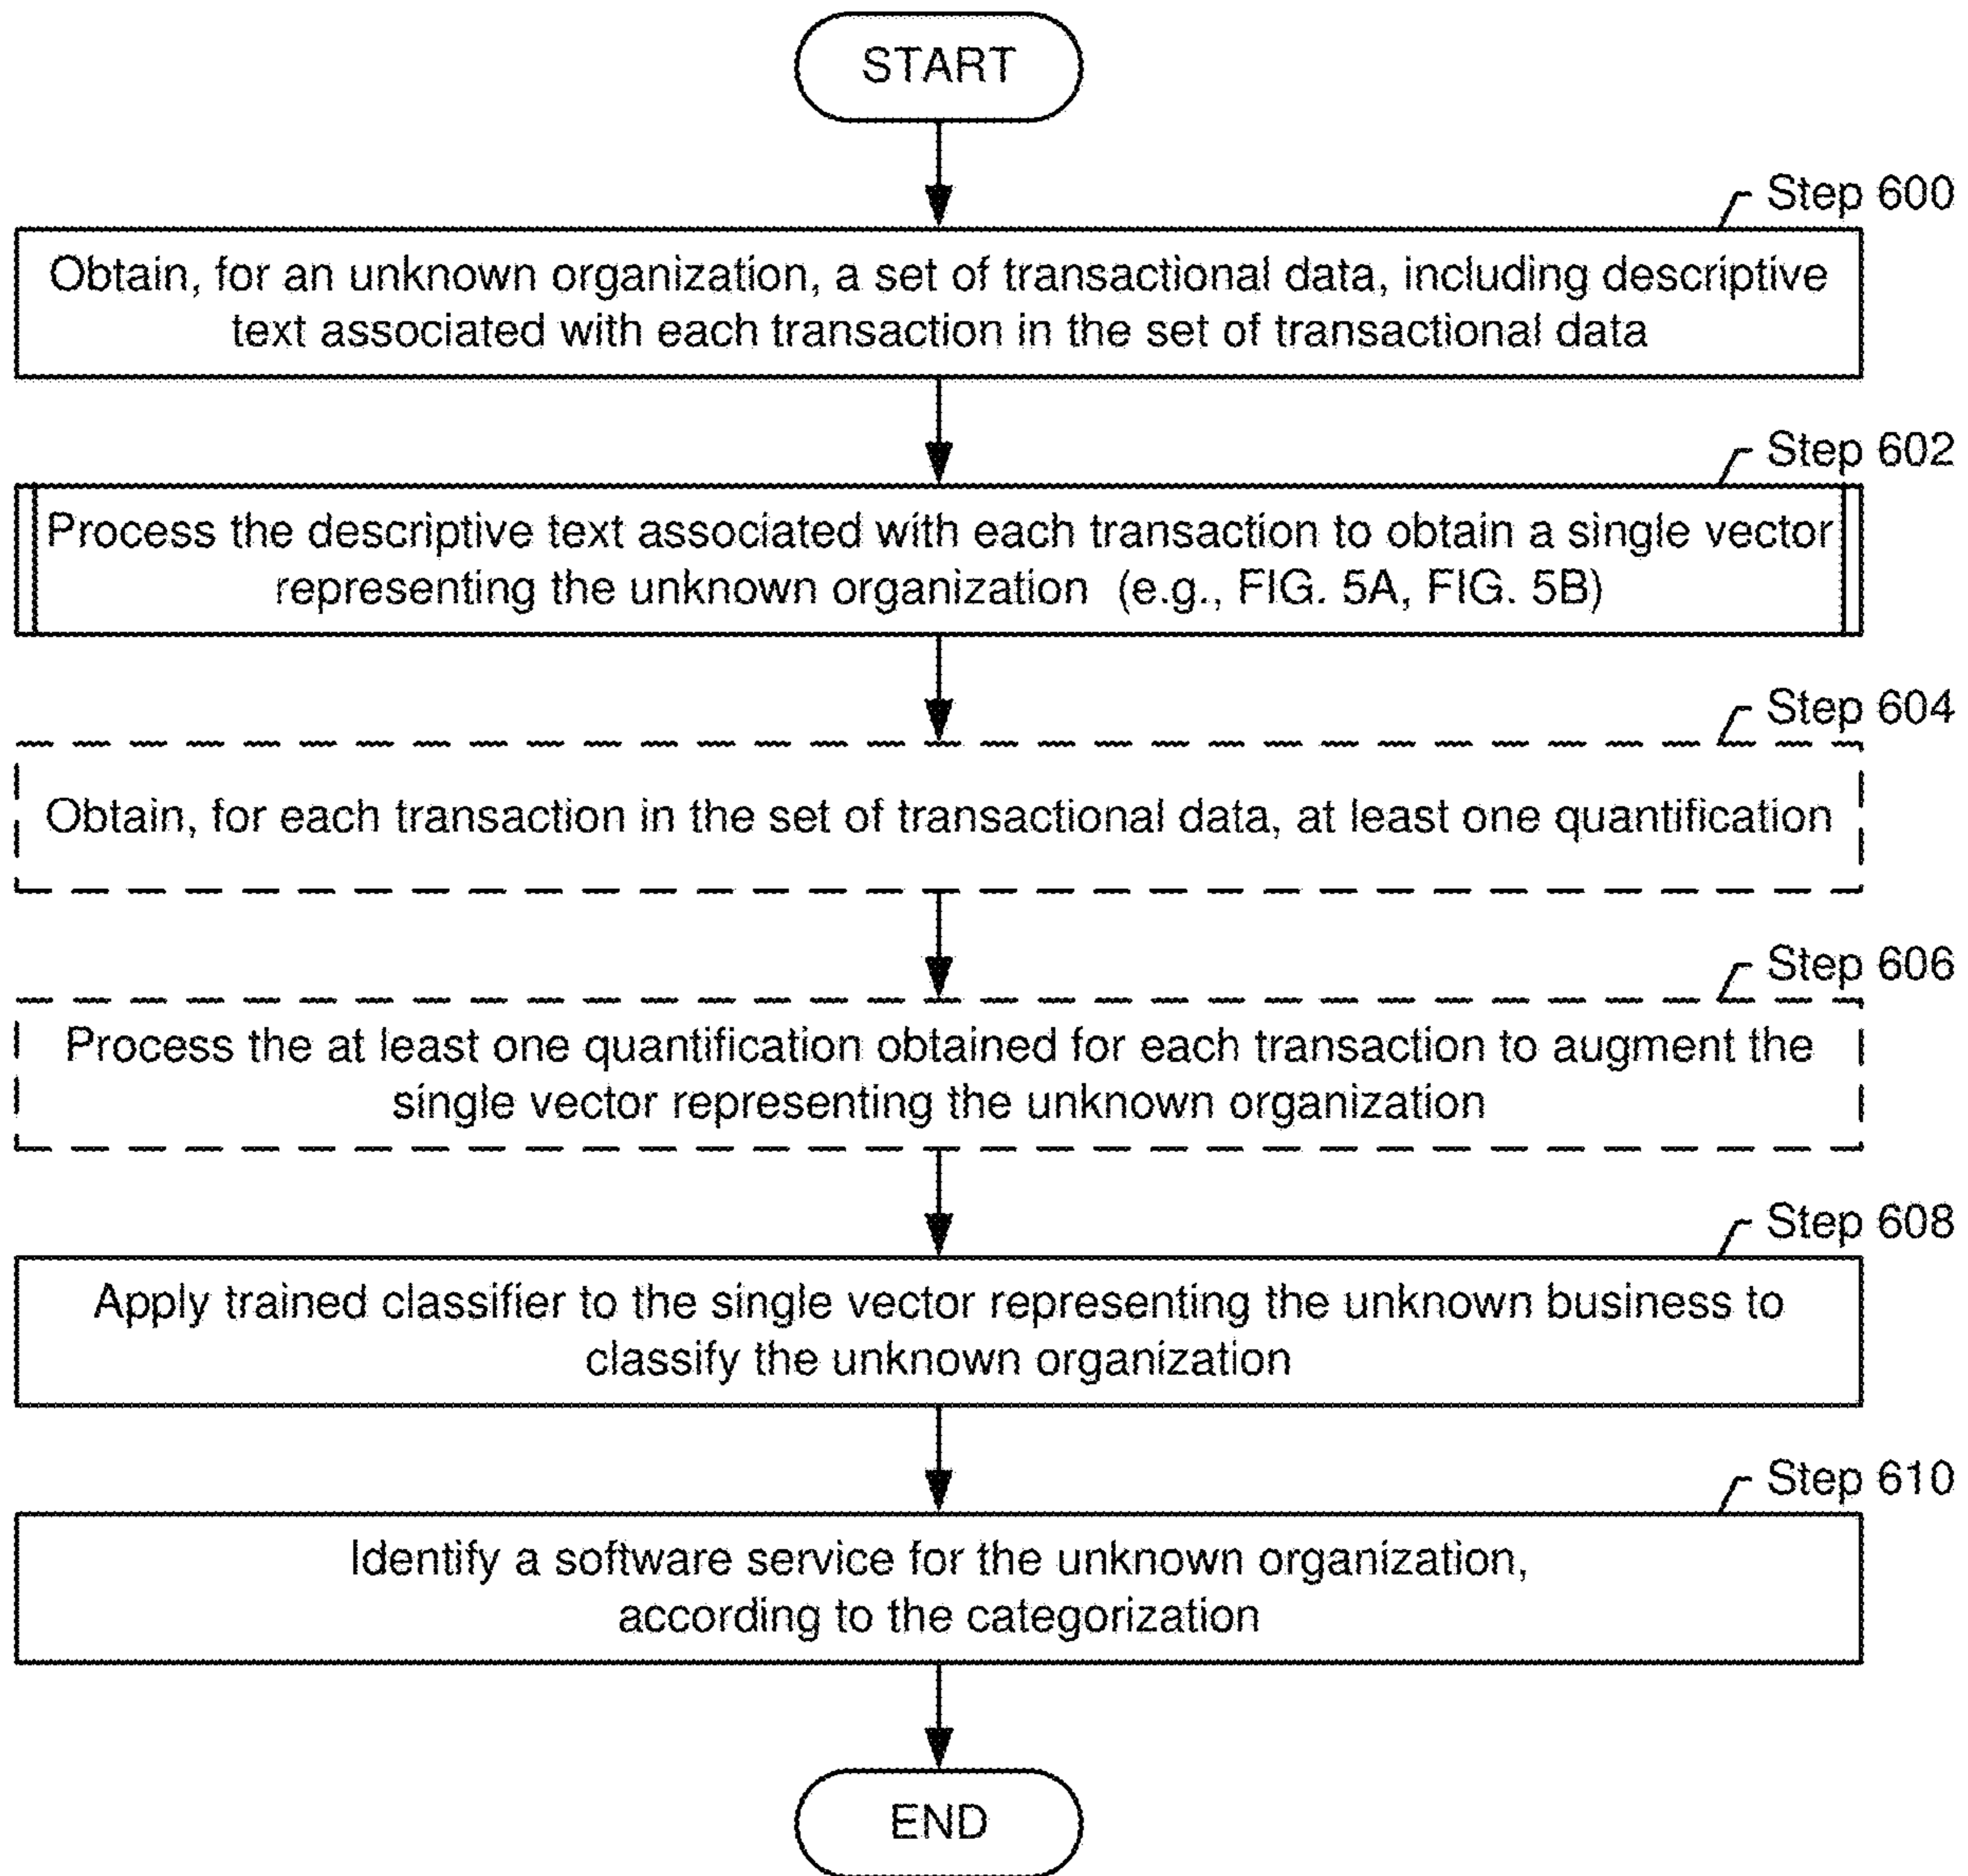 START
Step 600
Obtain, for an unknown organization, a set of transactional data, including descriptive
text associated with each transaction in the set of transactional data
Step 602
Process the descriptive text associated with each transaction to obtain a single vector
representing the unknown organization (e.g., FIG. 5A, FIG. 5B)
Step 604
Obtain, for each transaction in the set of transactional data, at least one quantification
Step 606
Process the at least one quantification obtained for each transaction to augment the
single vector representing the unknown organization
Step 608
Apply trained classifier to the single vector representing the unknown business to
classify the unknown organization
Step 610
Identify a software service for the unknown organization,
according to the categorization
END